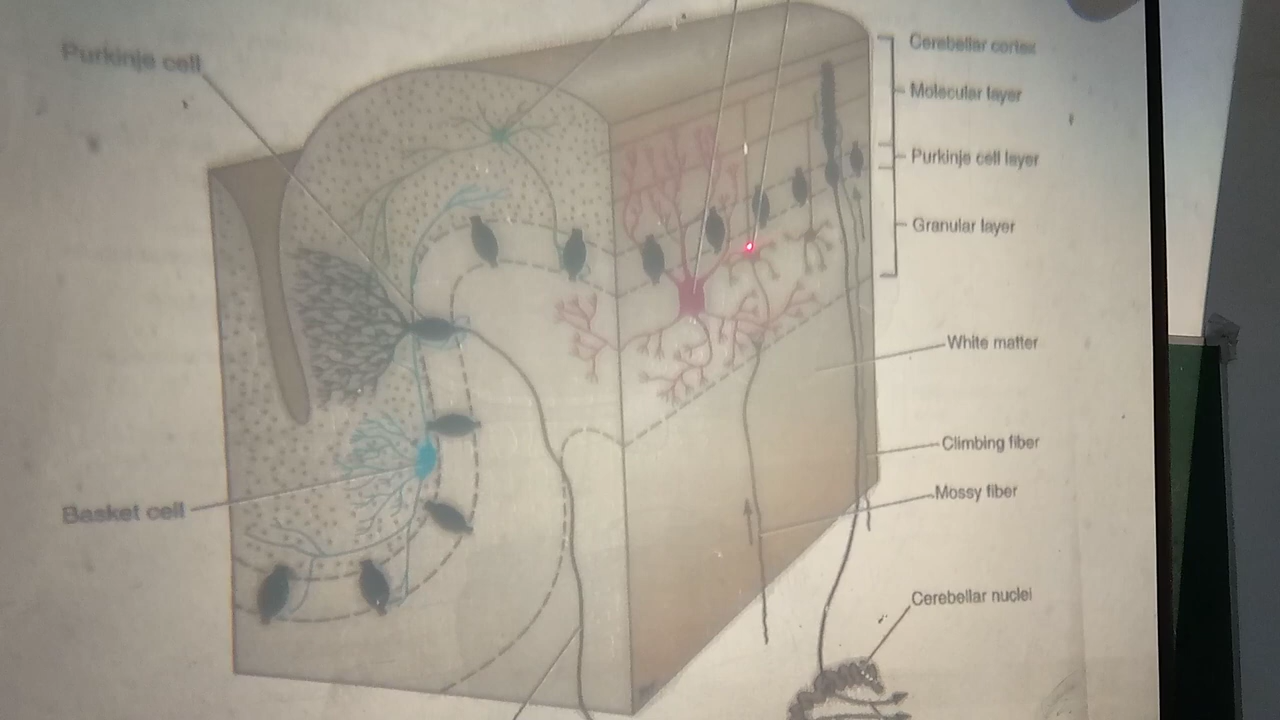 Purkinje cell
Cerebellar cortex
Molecular layer
Purkinje cell layer
Granular layer
White matter
Climbing fiber
Mossy fiber
Basket cell
Cerebellar nuclei